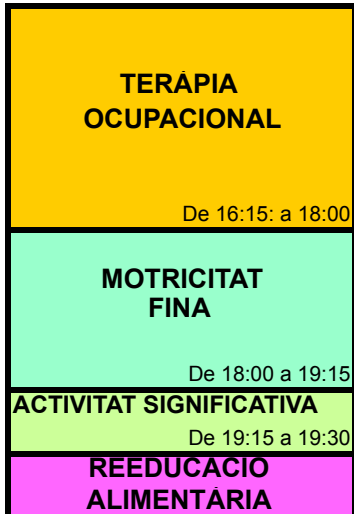 TERÀPIA
OCUPACIONAL
De 16:15: a 18:00
MOTRICITAT
FINA
De 18:00 a 19:15
ACTIVITAT SIGNIFICATIVA
De 19:15 a 19:30
REEDUCACIÓ
ALIMENTÀRIA